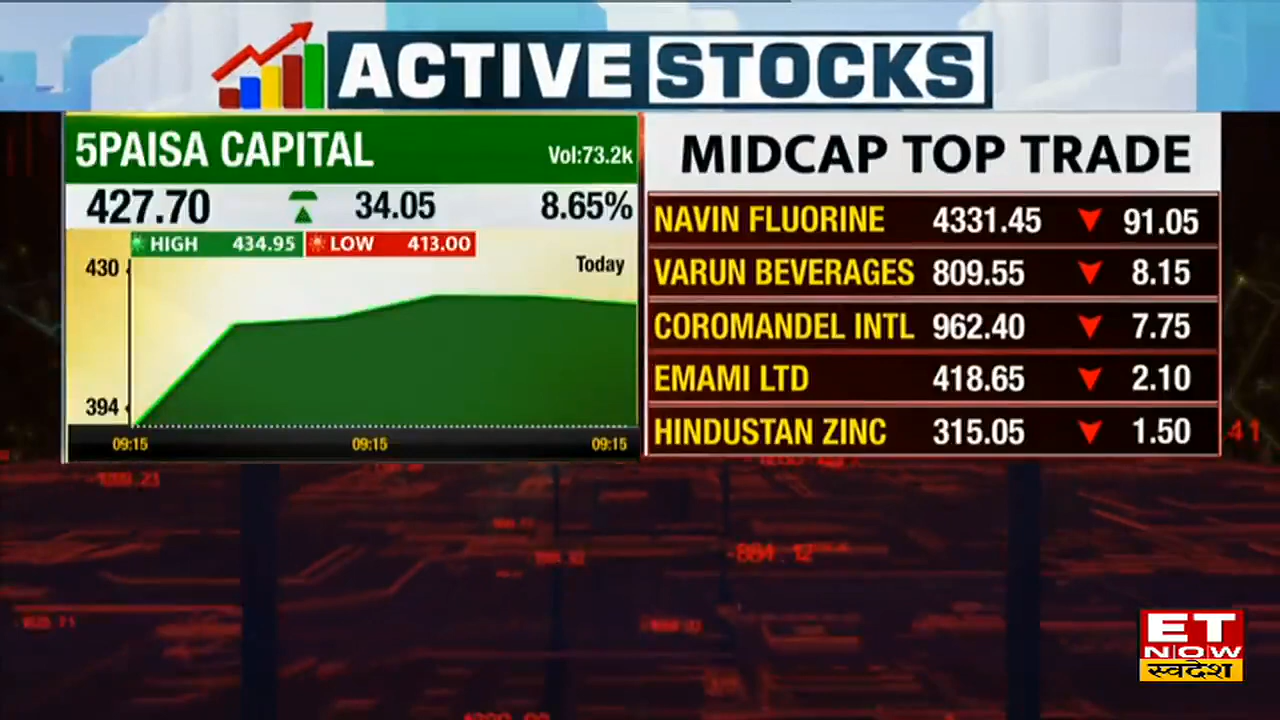 ACTIVE STOCKS
5PAISA CAPITAL Vol:73.2k
427.70 34.05 8.65%
HIGH 434.95 LOW 413.00
Today
430
394
09:15 09:15 09:15
MIDCAP TOP TRADE
NAVIN FLUORINE 4331.45 91.05
VARUN BEVERAGES 809.55 8.15
COROMANDEL INTL 962.40 7.75
EMAMI LTD 418.65 2.10
HINDUSTAN ZINC 315.05 1.50
41
-884.12
ET
NOW
स्वदेश